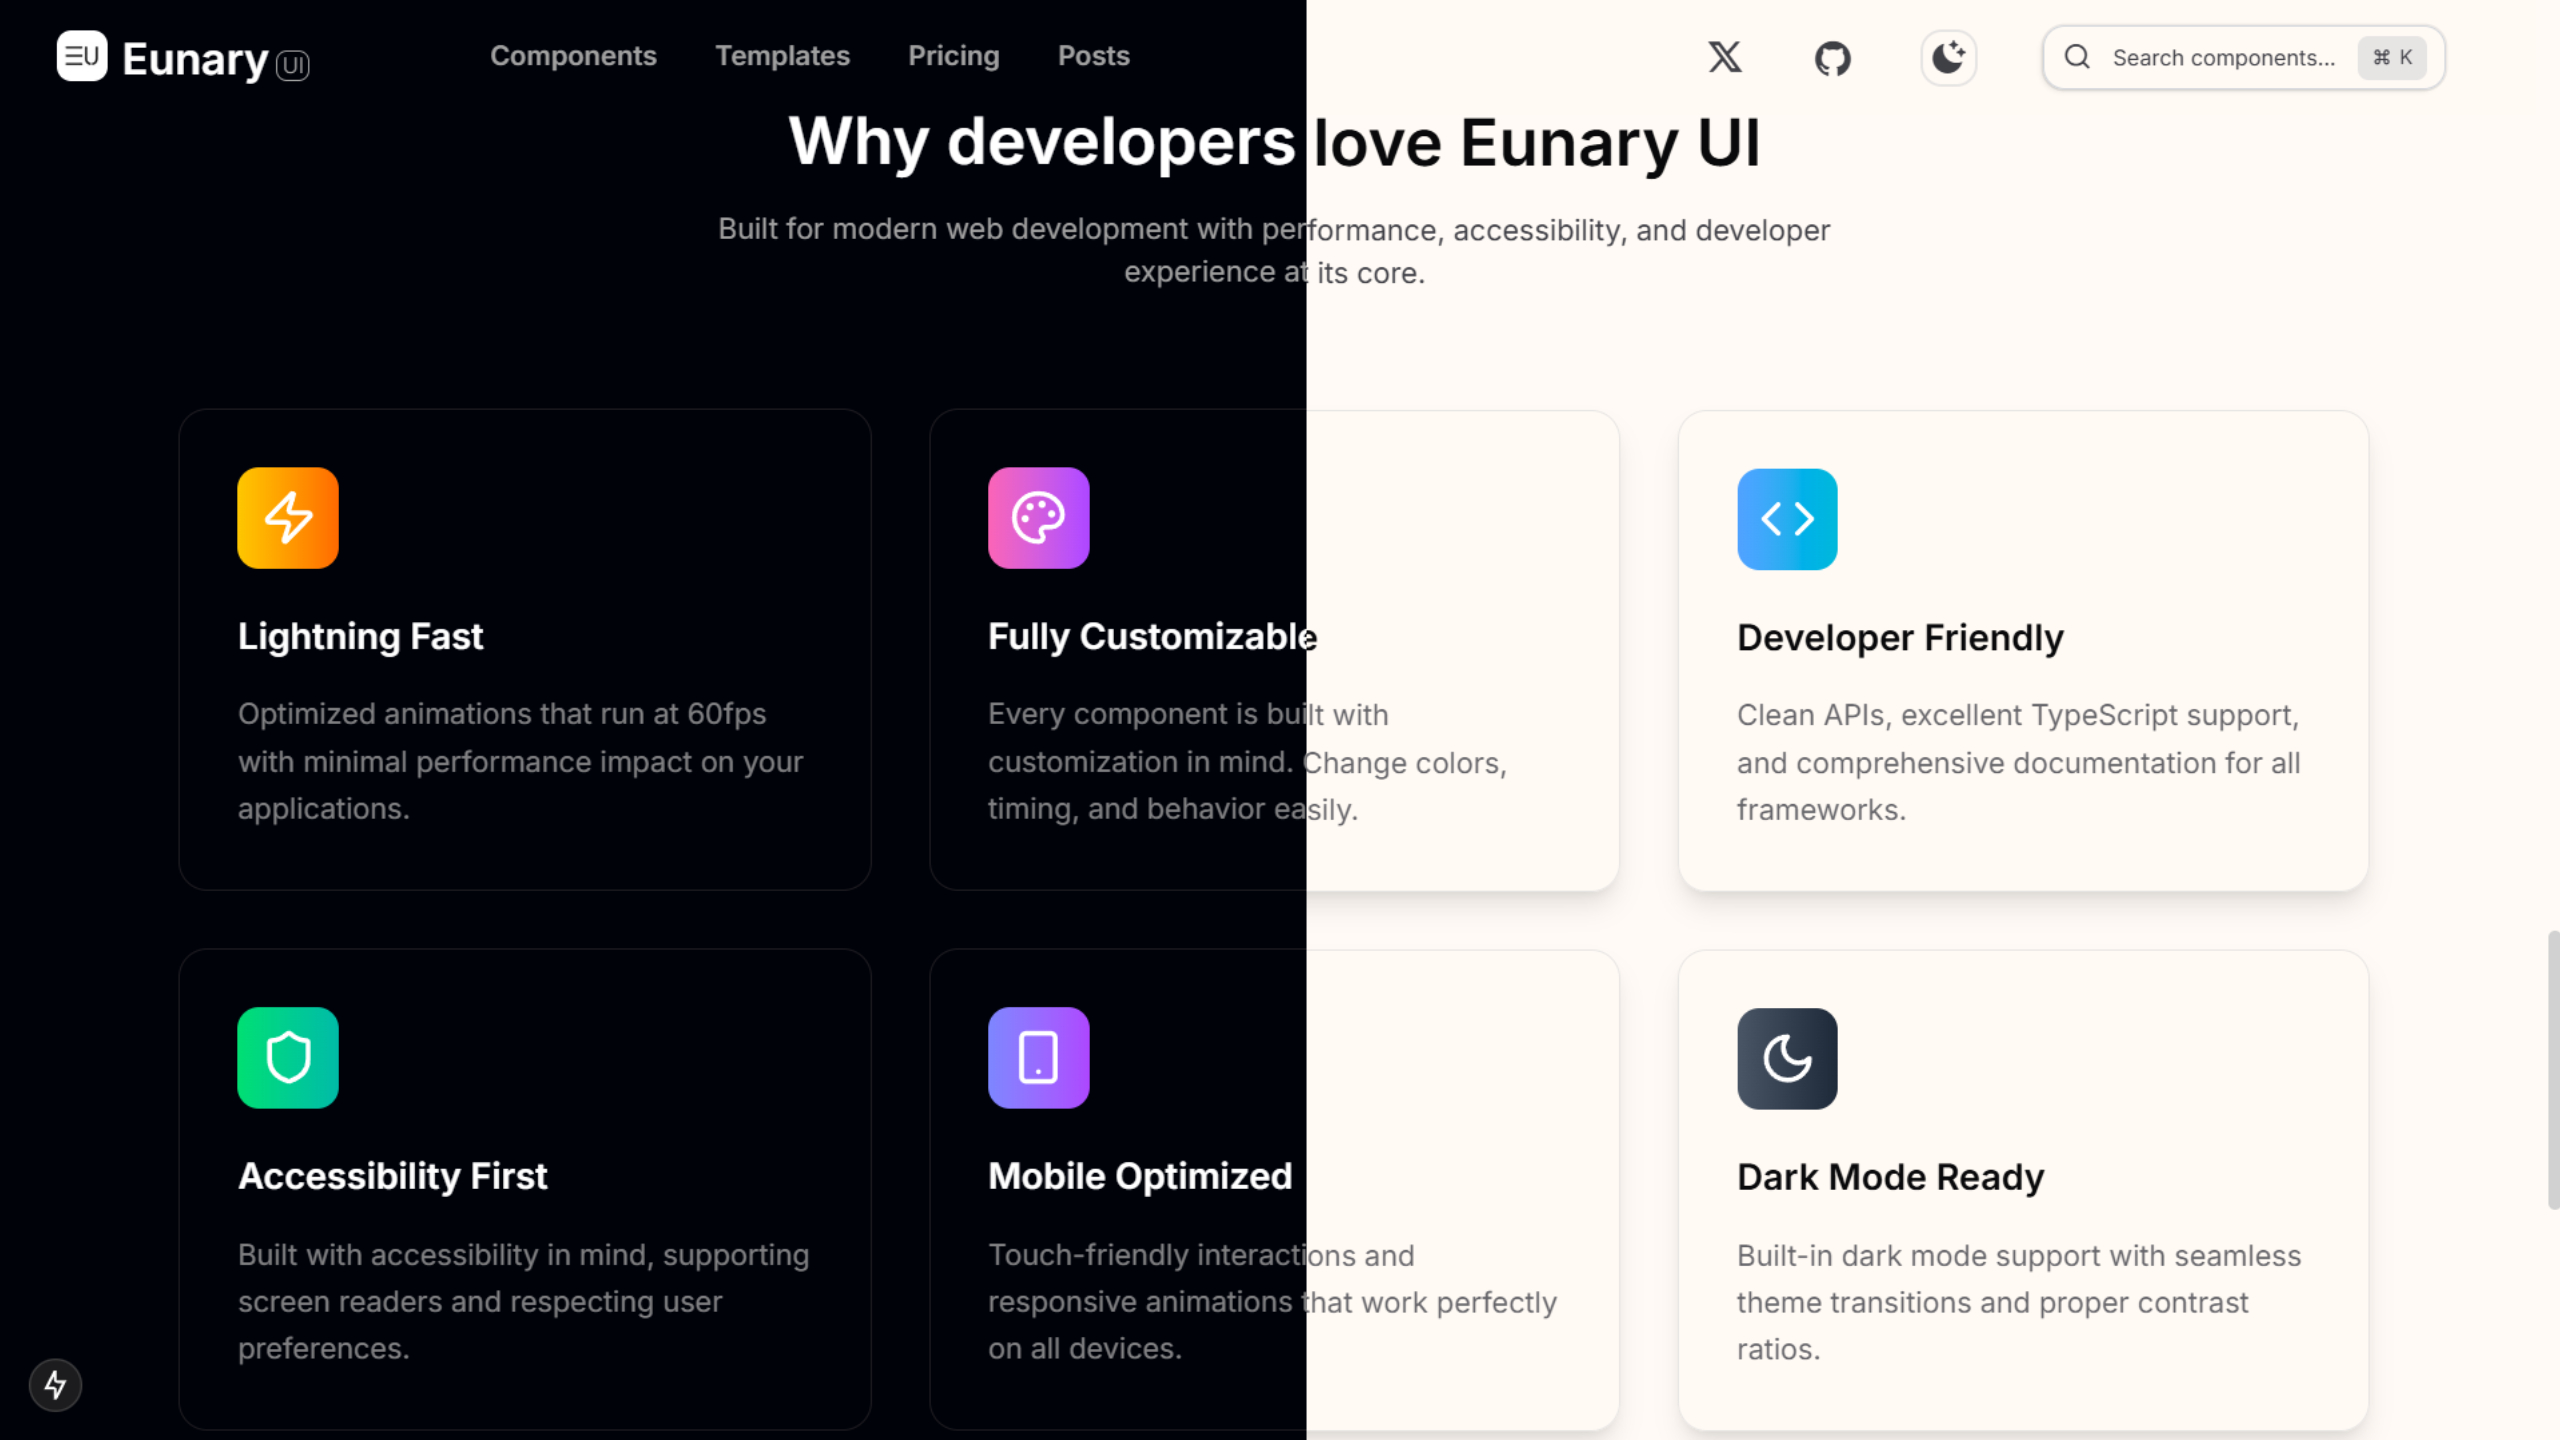 EU Eunary UI Components Templates Pricing Posts Search components... ⌘ K
Why developers love Eunary UI
Built for modern web development with performance, accessibility, and developer
experience at its core.
Lightning Fast
Optimized animations that run at 60fps
with minimal performance impact on your
applications.
Fully Customizable
Every component is built with
customization in mind. Change colors,
timing, and behavior easily.
Developer Friendly
Clean APIs, excellent TypeScript support,
and comprehensive documentation for all
frameworks.
Accessibility First
Built with accessibility in mind, supporting
screen readers and respecting user
preferences.
Mobile Optimized
Touch-friendly interactions and
responsive animations that work perfectly
on all devices.
Dark Mode Ready
Built-in dark mode support with seamless
theme transitions and proper contrast
ratios.